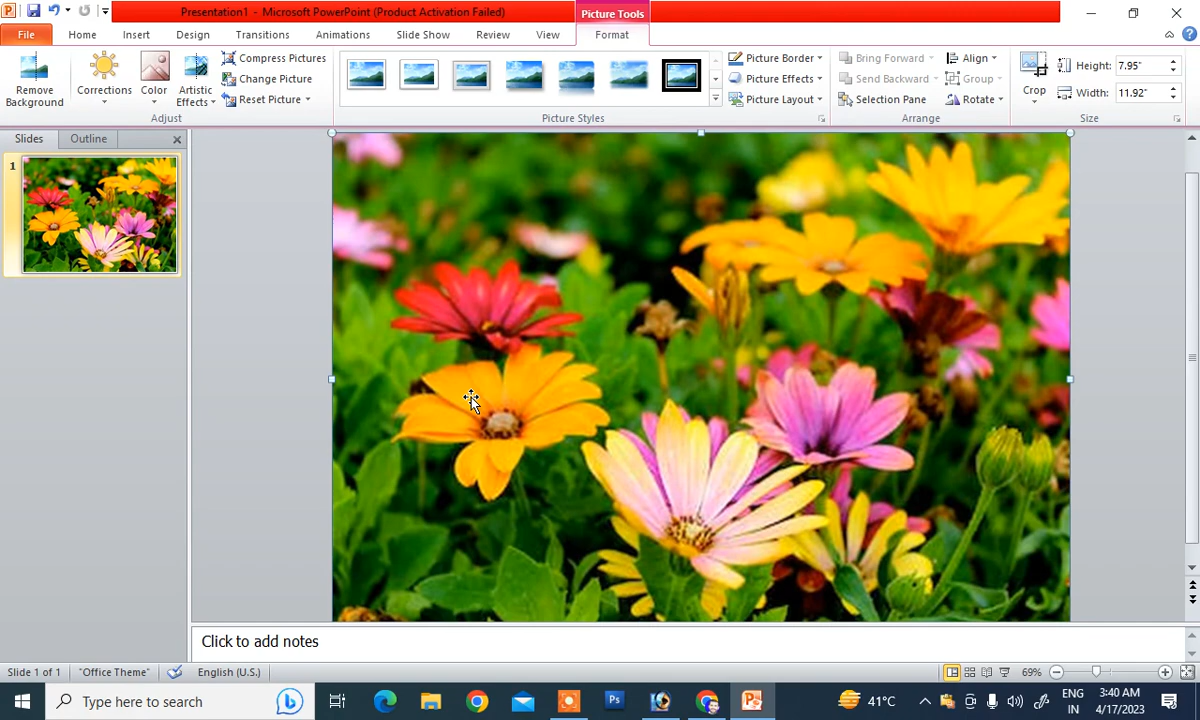 Presentation1 - Microsoft PowerPoint (Product Activation Failed)
Picture Tools
File
Home
Insert
Design
Transitions
Animations
Slide Show
Review
View
Format
Remove Background
Corrections
Color
Artistic Effects
Compress Pictures
Change Picture
Reset Picture
Adjust
Picture Styles
Picture Border
Picture Effects
Picture Layout
Bring Forward
Send Backward
Selection Pane
Align
Group
Rotate
Arrange
Crop
Height: 7.95"
Width: 11.92"
Size
Slides
Outline
1
Click to add notes
Slide 1 of 1
"Office Theme"
English (U.S.)
69%
Type here to search
Ps
41°C
ENG
IN
3:40 AM
4/17/2023